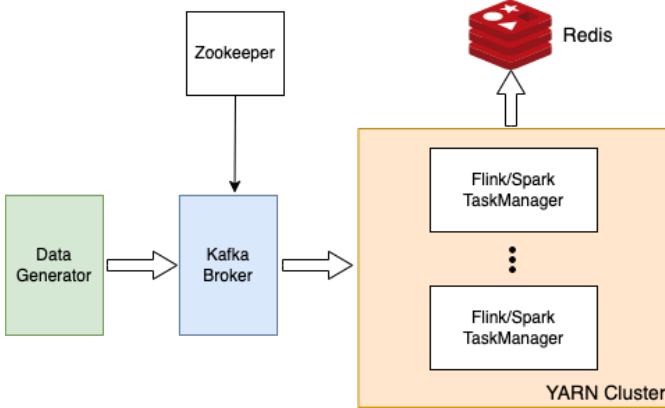 Zookeeper
Redis
Data
Generator
Kafka
Broker
Flink/Spark
TaskManager
Flink/Spark
TaskManager
YARN Cluster